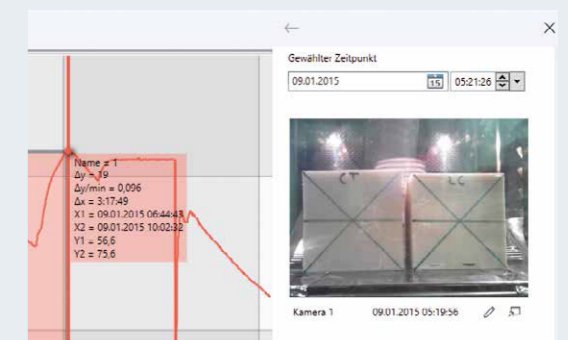 Gewählter Zeitpunkt
09.01.2015
15
05:21:26
Name = 1
Δy = 19
Δy/min = 0,096
Δx = 3:17:49
X1 = 09.01.2015 06:44:43
X2 = 09.01.2015 10:02:32
Y1 = 56,6
Y2 = 75,6
CT
LC
Kamera 1
09.01.2015 05:19:56